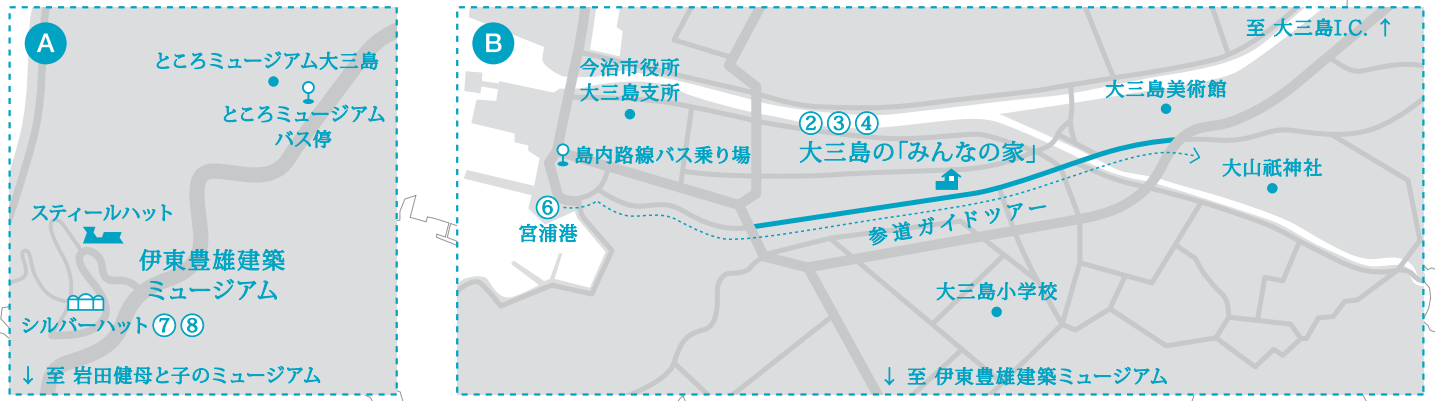 A
ところミュージアム大三島
ところミュージアム
バス停
スティールハット
伊東豊雄建築
ミュージアム
シルバーハット⑦⑧
↓ 至 岩田健母と子のミュージアム
B
至 大三島I.C. ↑
今治市役所
大三島支所
大三島美術館
②③④
大三島の「みんなの家」
島内路線バス乗り場
大山祇神社
⑥
宮浦港
参道ガイドツアー
大三島小学校
↓ 至 伊東豊雄建築ミュージアム